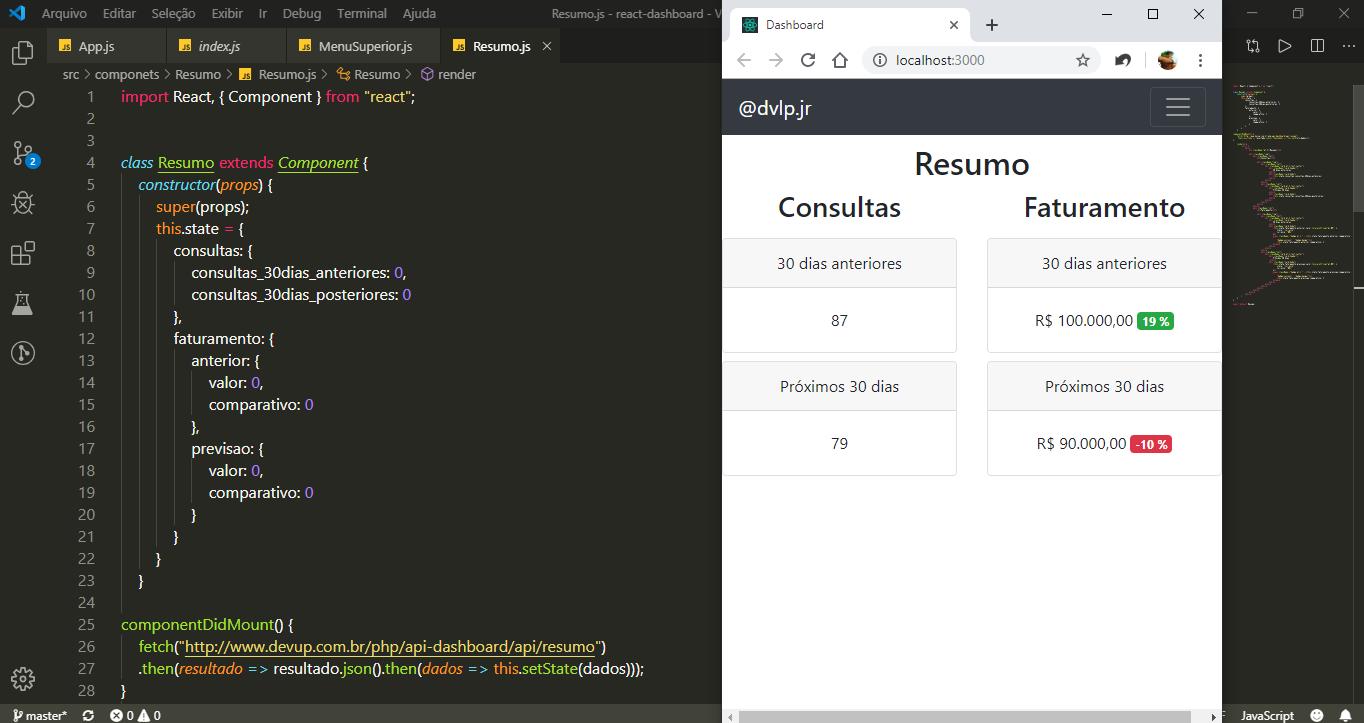 Arquivo Editar Seleção Exibir Ir Debug Terminal Ajuda Resumo.js - react-dashboard - V
App.js index.js MenuSuperior.js Resumo.js
src > componets > Resumo > Resumo.js > Resumo > render
1 import React, { Component } from "react";
2
3
4 class Resumo extends Component {
5 constructor(props) {
6 super(props);
7 this.state = {
8 consultas: {
9 consultas_30dias_anteriores: 0,
10 consultas_30dias_posteriores: 0
11 },
12 faturamento: {
13 anterior: {
14 valor: 0,
15 comparativo: 0
16 },
17 previsao: {
18 valor: 0,
19 comparativo: 0
20 }
21 }
22 }
23 }
24
25 componentDidMount() {
26 fetch("http://www.devup.com.br/php/api-dashboard/api/resumo")
27 .then(resultado => resultado.json().then(dados => this.setState(dados)));
28 }
2
master* 0 0
Dashboard
localhost:3000
@dvlp.jr
Resumo
Consultas
30 dias anteriores
87
Próximos 30 dias
79
Faturamento
30 dias anteriores
R$ 100.000,00 19 %
Próximos 30 dias
R$ 90.000,00 -10 %
JavaScript